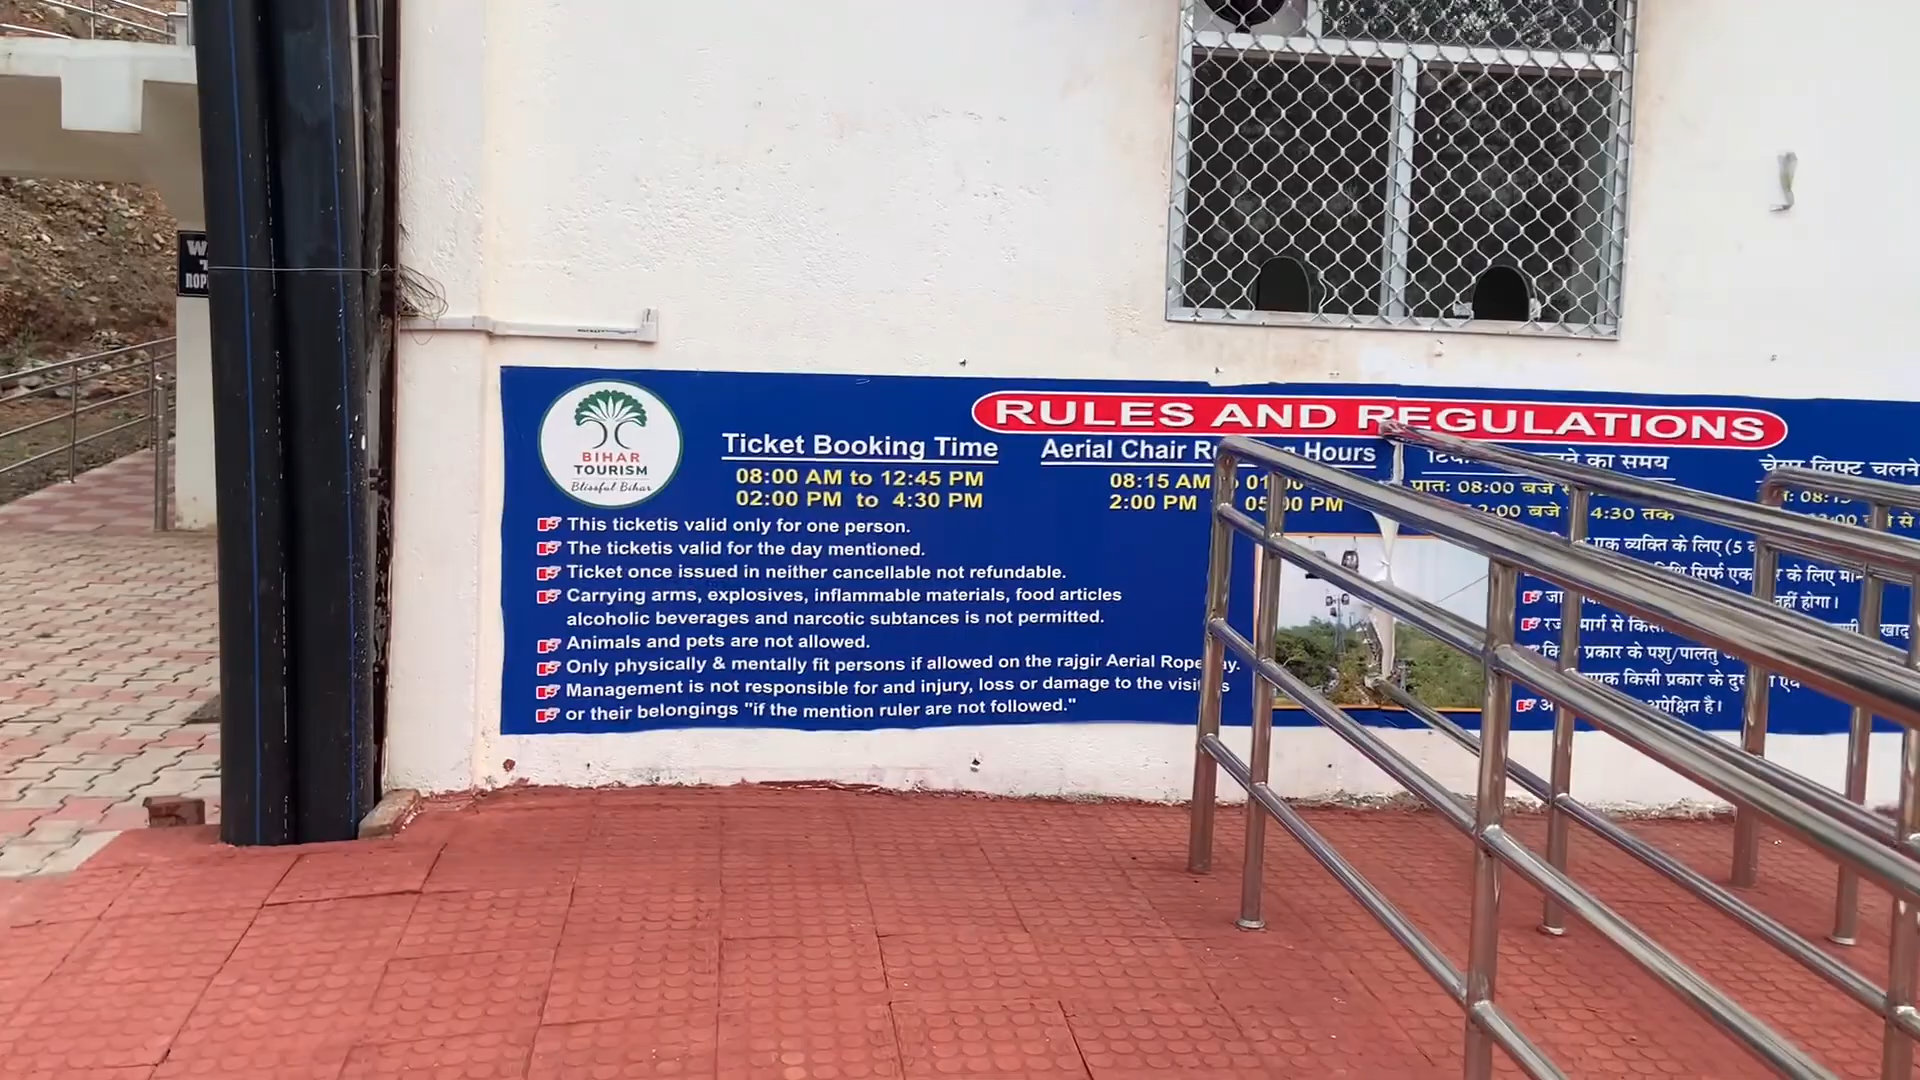 RULES AND REGULATIONS
BIHAR
TOURISM
Blissful Bihar
Ticket Booking Time
08:00 AM to 12:45 PM
02:00 PM to 4:30 PM
Aerial Chair Hours
08:15 AM
2:00 PM 05:00 PM
This ticketis valid only for one person.
The ticketis valid for the day mentioned.
Ticket once issued in neither cancellable not refundable.
Carrying arms, explosives, inflammable materials, food articles
alcoholic beverages and narcotic subtances is not permitted.
Animals and pets are not allowed.
Only physically & mentally fit persons if allowed on the rajgir Aerial
Management is not responsible for and injury, loss or damage to the
or their belongings "if the mention ruler are not followed."
का समय
प्रातः 08:00 बजे
2:00 बजे 4:30 तक
चेयर लिफ्ट चलने
एक व्यक्ति के लिए (5
सिर्फ एक के लिए
नहीं होगा।
मार्ग से
प्रकार के पशु/पालतु
किसी प्रकार के
अपेक्षित है।